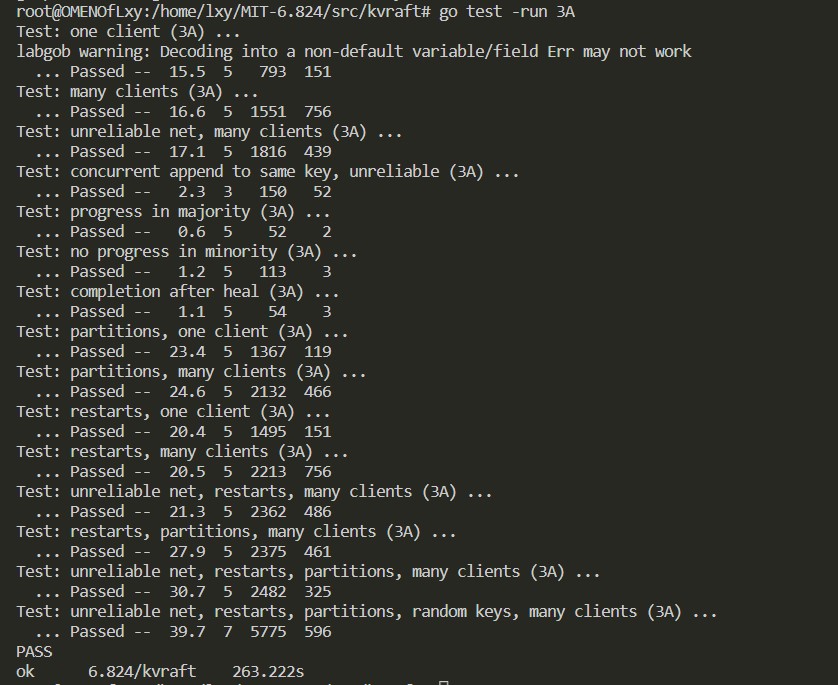 root@OMENOfLxy:/home/lxy/MIT-6.824/src/kvraft# go test -run 3A
Test: one client (3A) ...
labgob warning: Decoding into a non-default variable/field Err may not work
  ... Passed --  15.5  5   793  151
Test: many clients (3A) ...
  ... Passed --  16.6  5  1551  756
Test: unreliable net, many clients (3A) ...
  ... Passed --  17.1  5  1816  439
Test: concurrent append to same key, unreliable (3A) ...
  ... Passed --   2.3  3   150   52
Test: progress in majority (3A) ...
  ... Passed --   0.6  5    52    2
Test: no progress in minority (3A) ...
  ... Passed --   1.2  5   113    3
Test: completion after heal (3A) ...
  ... Passed --   1.1  5    54    3
Test: partitions, one client (3A) ...
  ... Passed --  23.4  5  1367  119
Test: partitions, many clients (3A) ...
  ... Passed --  24.6  5  2132  466
Test: restarts, one client (3A) ...
  ... Passed --  20.4  5  1495  151
Test: restarts, many clients (3A) ...
  ... Passed --  20.5  5  2213  756
Test: unreliable net, restarts, many clients (3A) ...
  ... Passed --  21.3  5  2362  486
Test: restarts, partitions, many clients (3A) ...
  ... Passed --  27.9  5  2375  461
Test: unreliable net, restarts, partitions, many clients (3A) ...
  ... Passed --  30.7  5  2482  325
Test: unreliable net, restarts, partitions, random keys, many clients (3A) ...
  ... Passed --  39.7  7  5775  596
PASS
ok      6.824/kvraft    263.222s